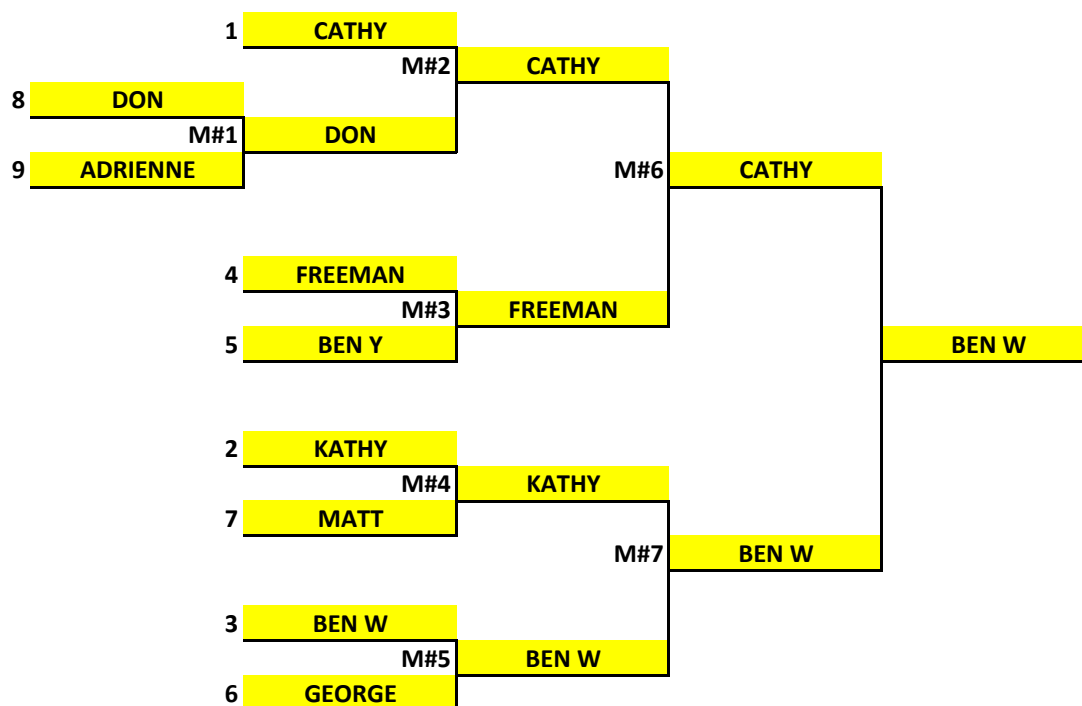 1 CATHY
M#2 CATHY
8 DON
M#1 DON
9 ADRIENNE
M#6 CATHY
4 FREEMAN
M#3 FREEMAN
5 BEN Y
BEN W
2 KATHY
M#4 KATHY
7 MATT
M#7 BEN W
3 BEN W
M#5 BEN W
6 GEORGE